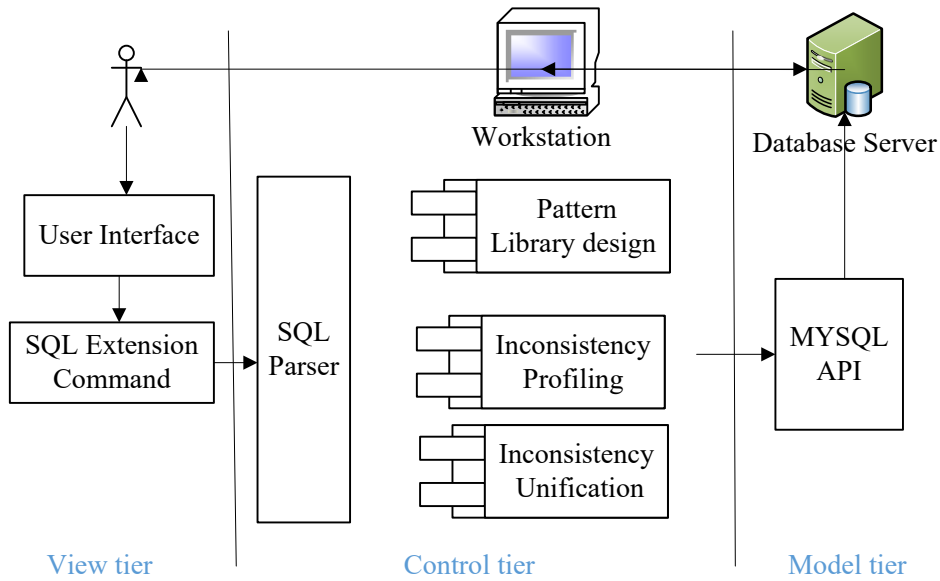 Workstation
Database Server
User Interface
SQL Extension
Command
SQL
Parser
Pattern
Library design
Inconsistency
Profiling
Inconsistency
Unification
MYSQL
API
View tier
Control tier
Model tier